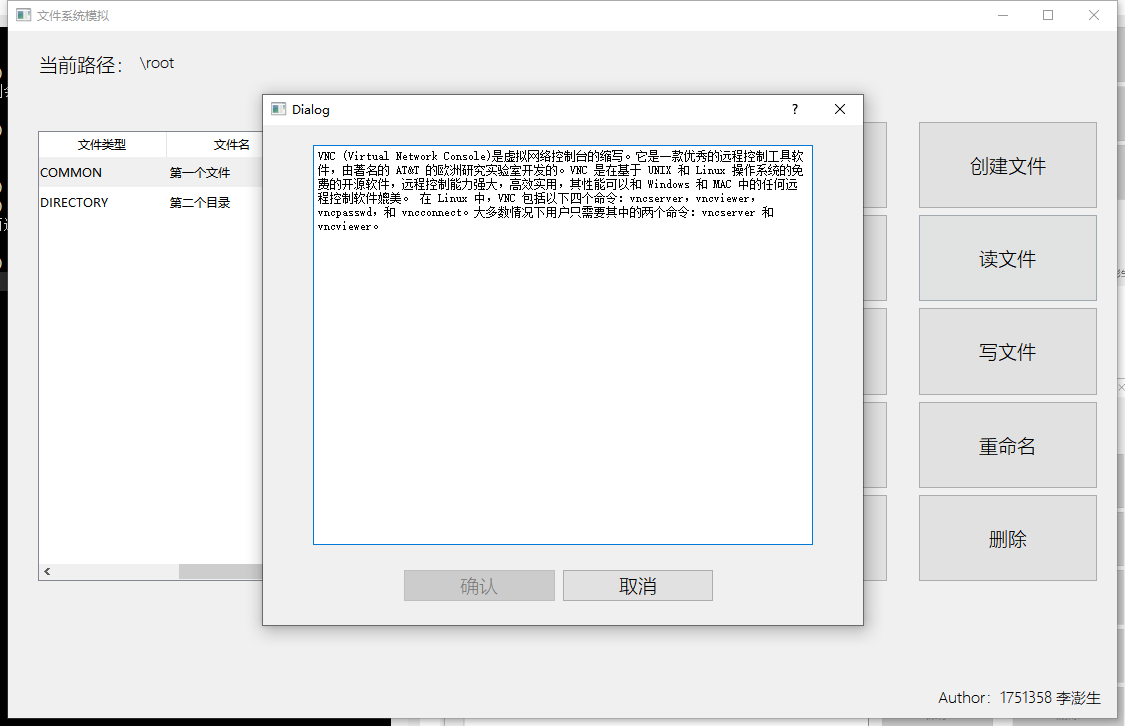 文件系统模拟
当前路径： \root
文件类型 文件名
COMMON 第一个文件
DIRECTORY 第二个目录
Dialog
VNC (Virtual Network Console)是虚拟网络控制台的缩写。它是一款优秀的远程控制工具软
件，由著名的 AT&T 的欧洲研究实验室开发的。VNC 是在基于 UNIX 和 Linux 操作系统的免
费的开源软件，远程控制能力强大，高效实用，其性能可以和 Windows 和 MAC 中的任何远
程控制软件媲美。 在 Linux 中，VNC 包括以下四个命令：vncserver，vncviewer，
vncpasswd，和 vncconnect。大多数情况下用户只需要其中的两个命令：vncserver 和
vncviewer。
确认 取消
创建文件
读文件
写文件
重命名
删除
Author：1751358 李澎生